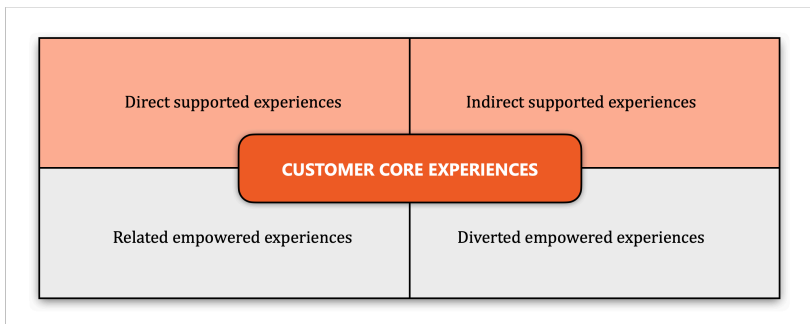 Direct supported experiences
Indirect supported experiences
CUSTOMER CORE EXPERIENCES
Related empowered experiences
Diverted empowered experiences